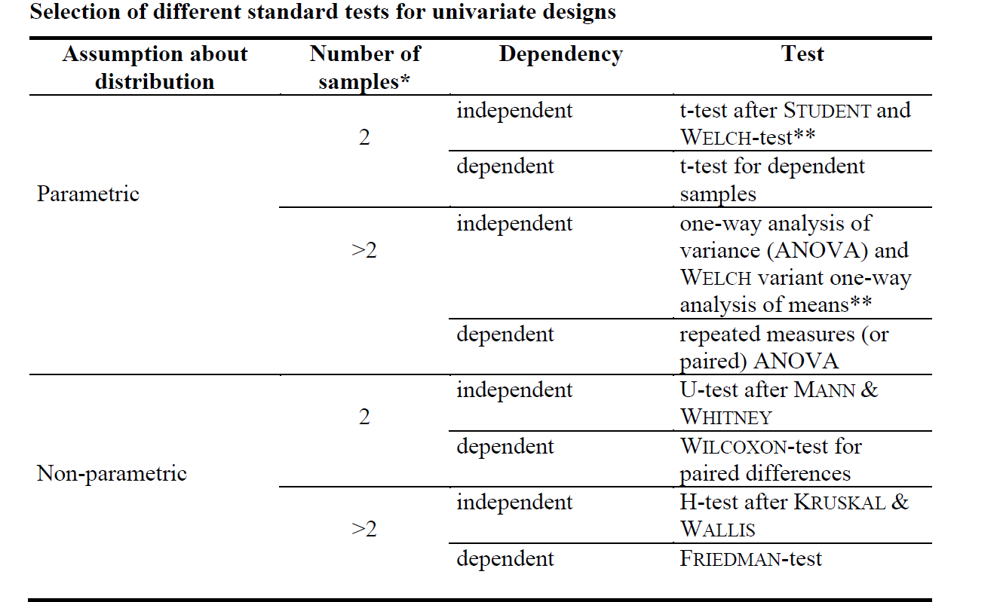 Selection of different standard tests for univariate designs
Assumption about distribution Number of samples* Dependency Test
Parametric
2
independent
t-test after STUDENT and
WELCH-test**
dependent
t-test for dependent
samples
>2
independent
one-way analysis of
variance (ANOVA) and
WELCH variant one-way
analysis of means**
dependent
repeated measures (or
paired) ANOVA
Non-parametric
2
independent
U-test after MANN &
WHITNEY
dependent
WILCOXON-test for
paired differences
>2
independent
H-test after KRUSKAL &
WALLIS
dependent
FRIEDMAN-test